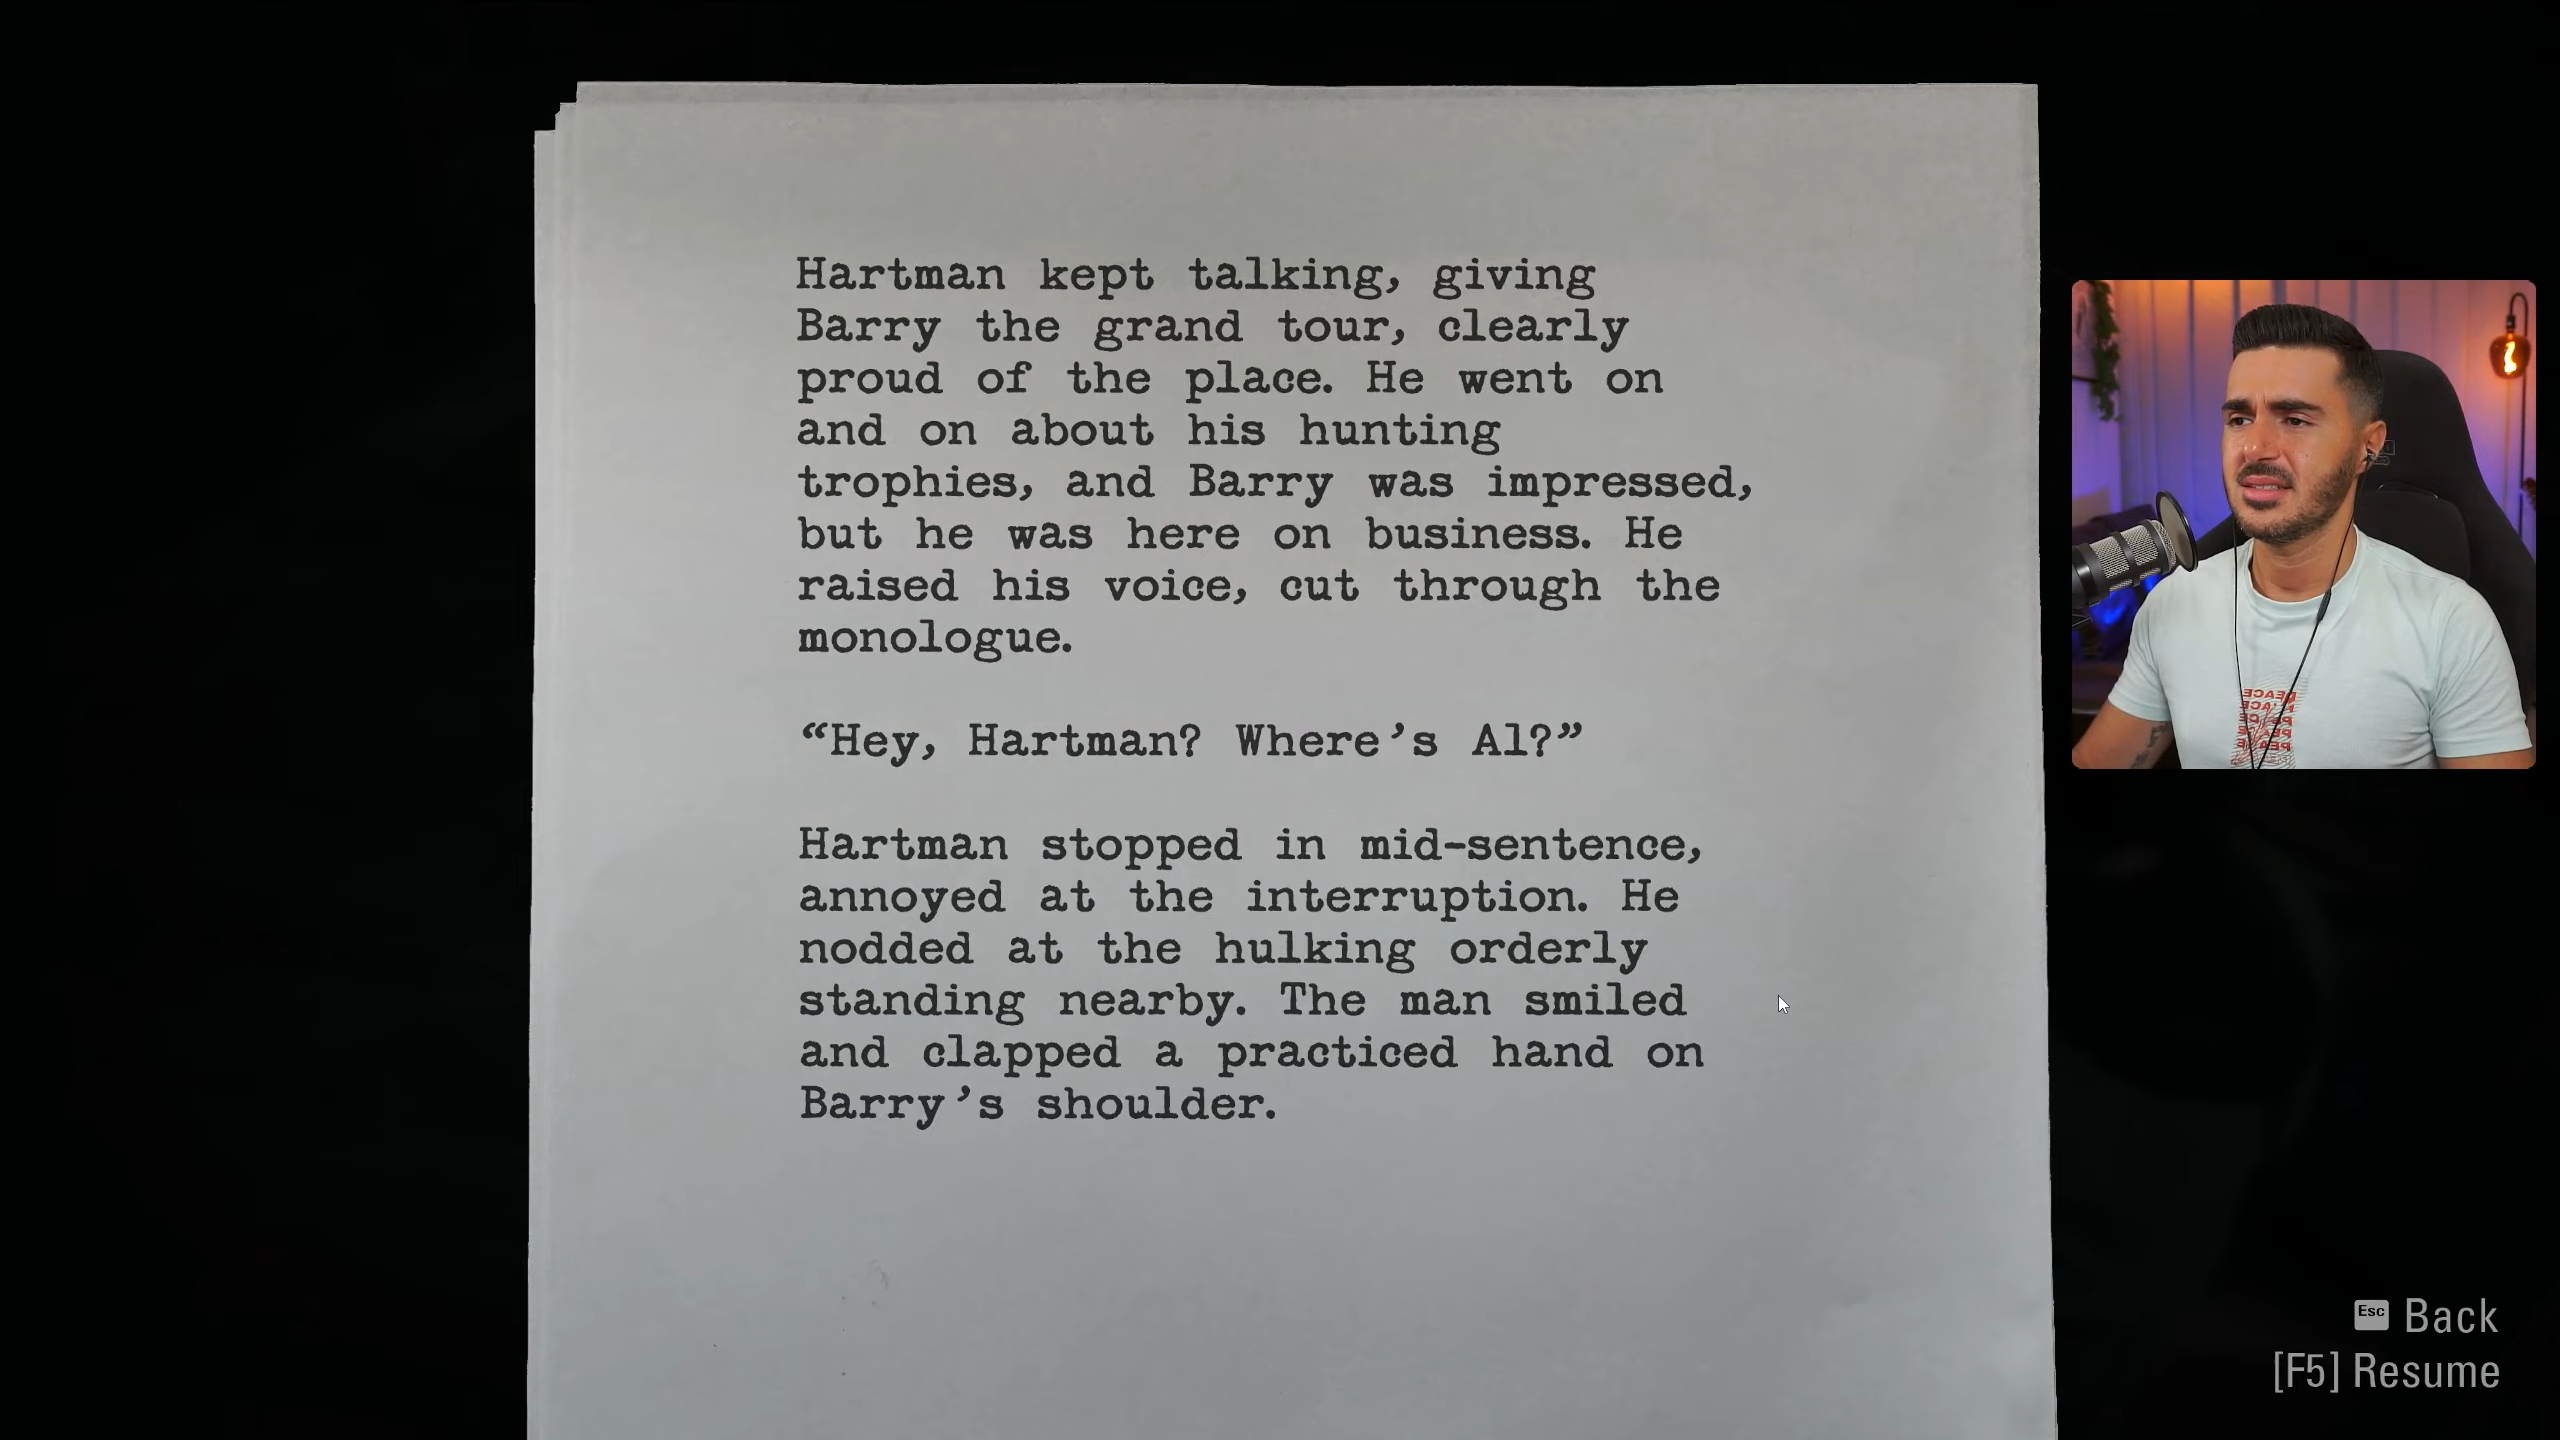 Hartman kept talking, giving
Barry the grand tour, clearly
proud of the place. He went on
and on about his hunting
trophies, and Barry was impressed,
but he was here on business. He
raised his voice, cut through the
monologue.
“Hey, Hartman? Where’s Al?”
Hartman stopped in mid-sentence,
annoyed at the interruption. He
nodded at the hulking orderly
standing nearby. The man smiled
and clapped a practiced hand on
Barry’s shoulder.
PEACE
Esc Back
[F5] Resume